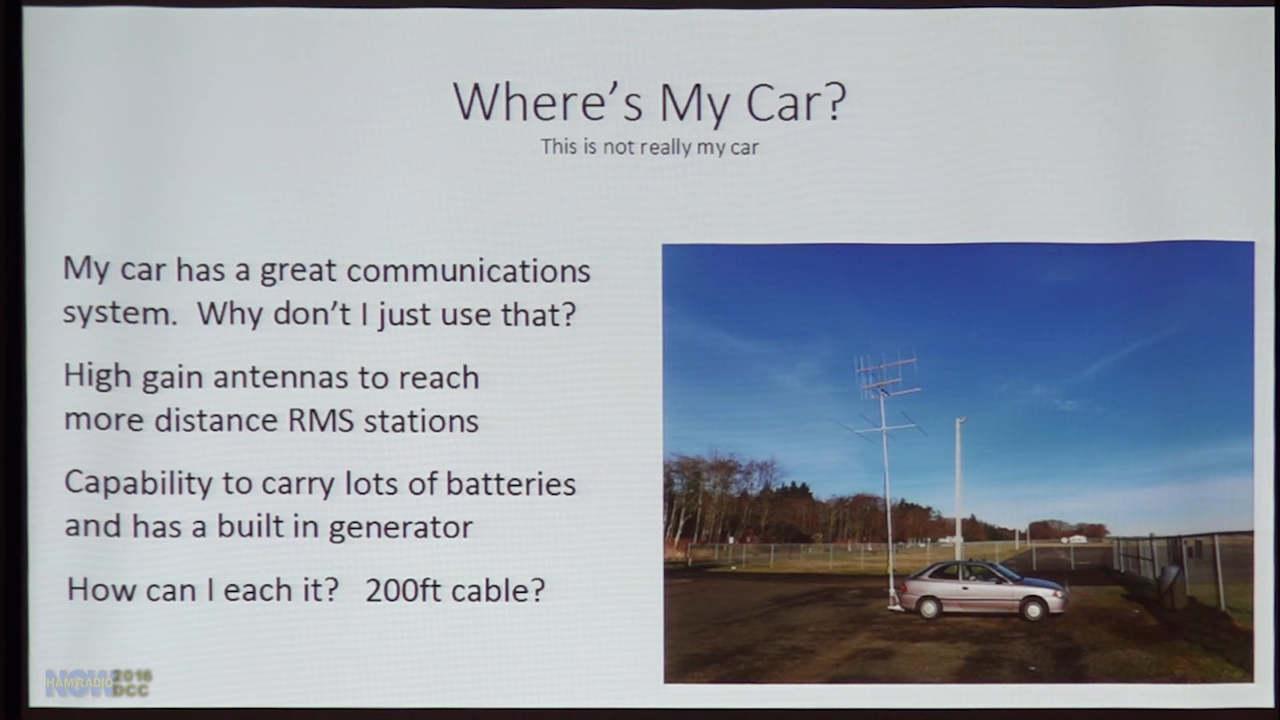 Where's My Car?
This is not really my car
My car has a great communications
system. Why don't I just use that?
High gain antennas to reach
more distance RMS stations
Capability to carry lots of batteries
and has a built in generator
How can I each it? 200ft cable?
HAM RADIO
NOW
2016
DCC